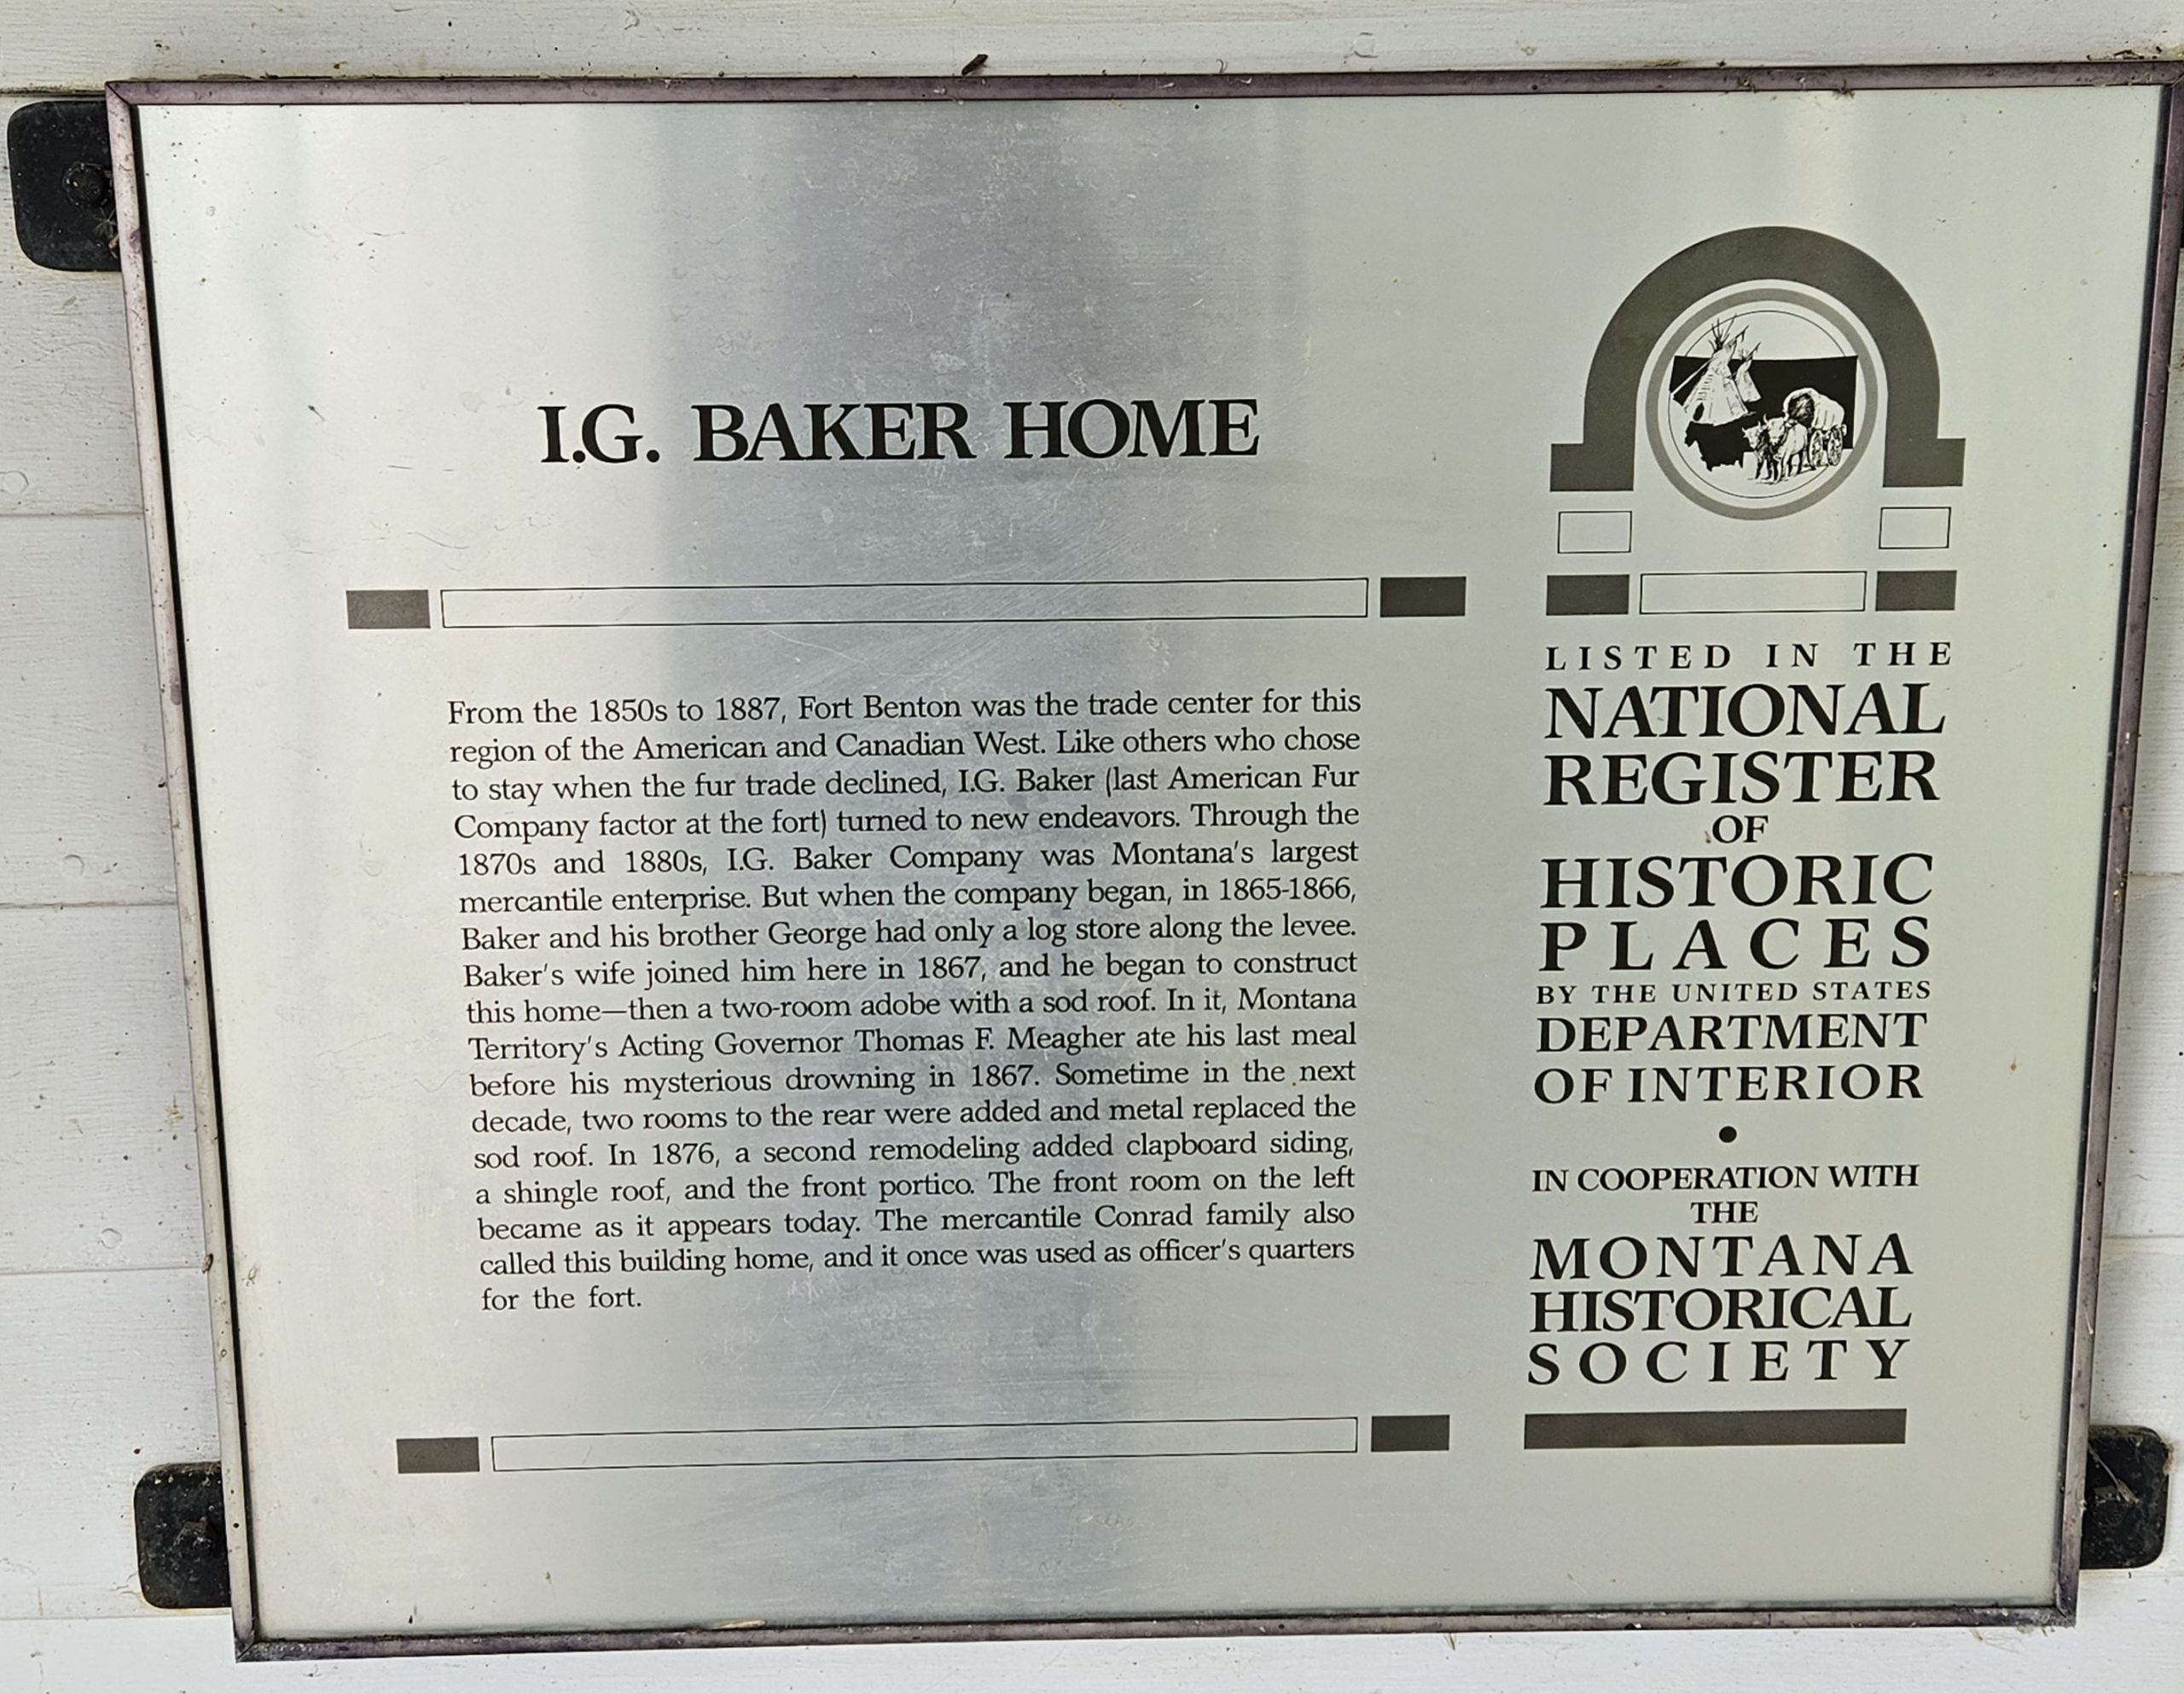 I.G. BAKER HOME
From the 1850s to 1887, Fort Benton was the trade center for this
region of the American and Canadian West. Like others who chose
to stay when the fur trade declined, I.G. Baker (last American Fur
Company factor at the fort) turned to new endeavors. Through the
1870s and 1880s, I.G. Baker Company was Montana's largest
mercantile enterprise. But when the company began, in 1865-1866,
Baker and his brother George had only a log store along the levee.
Baker's wife joined him here in 1867, and he began to construct
this home—then a two-room adobe with a sod roof. In it, Montana
Territory's Acting Governor Thomas F. Meagher ate his last meal
before his mysterious drowning in 1867. Sometime in the next
decade, two rooms to the rear were added and metal replaced the
sod roof. In 1876, a second remodeling added clapboard siding,
a shingle roof, and the front portico. The front room on the left
became as it appears today. The mercantile Conrad family also
called this building home, and it once was used as officer's quarters
for the fort.
LISTED IN THE
NATIONAL
REGISTER
OF
HISTORIC
PLACES
BY THE UNITED STATES
DEPARTMENT
OF INTERIOR
•
IN COOPERATION WITH
THE
MONTANA
HISTORICAL
SOCIETY